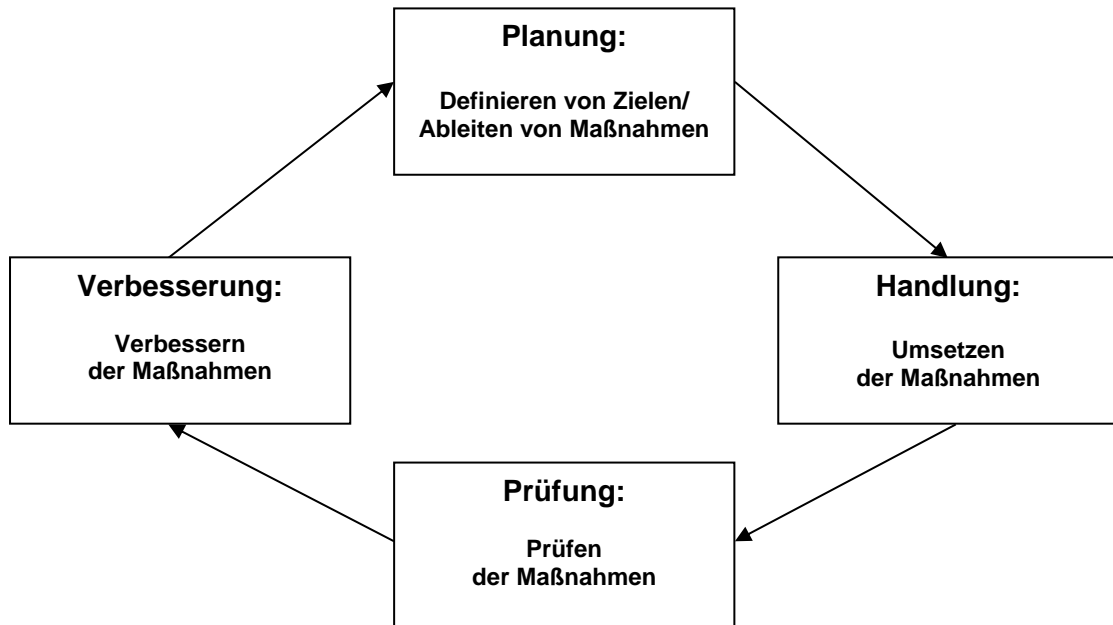 Planung:
Definieren von Zielen/
Ableiten von Maßnahmen
Verbesserung:
Verbessern
der Maßnahmen
Handlung:
Umsetzen
der Maßnahmen
Prüfung:
Prüfen
der Maßnahmen